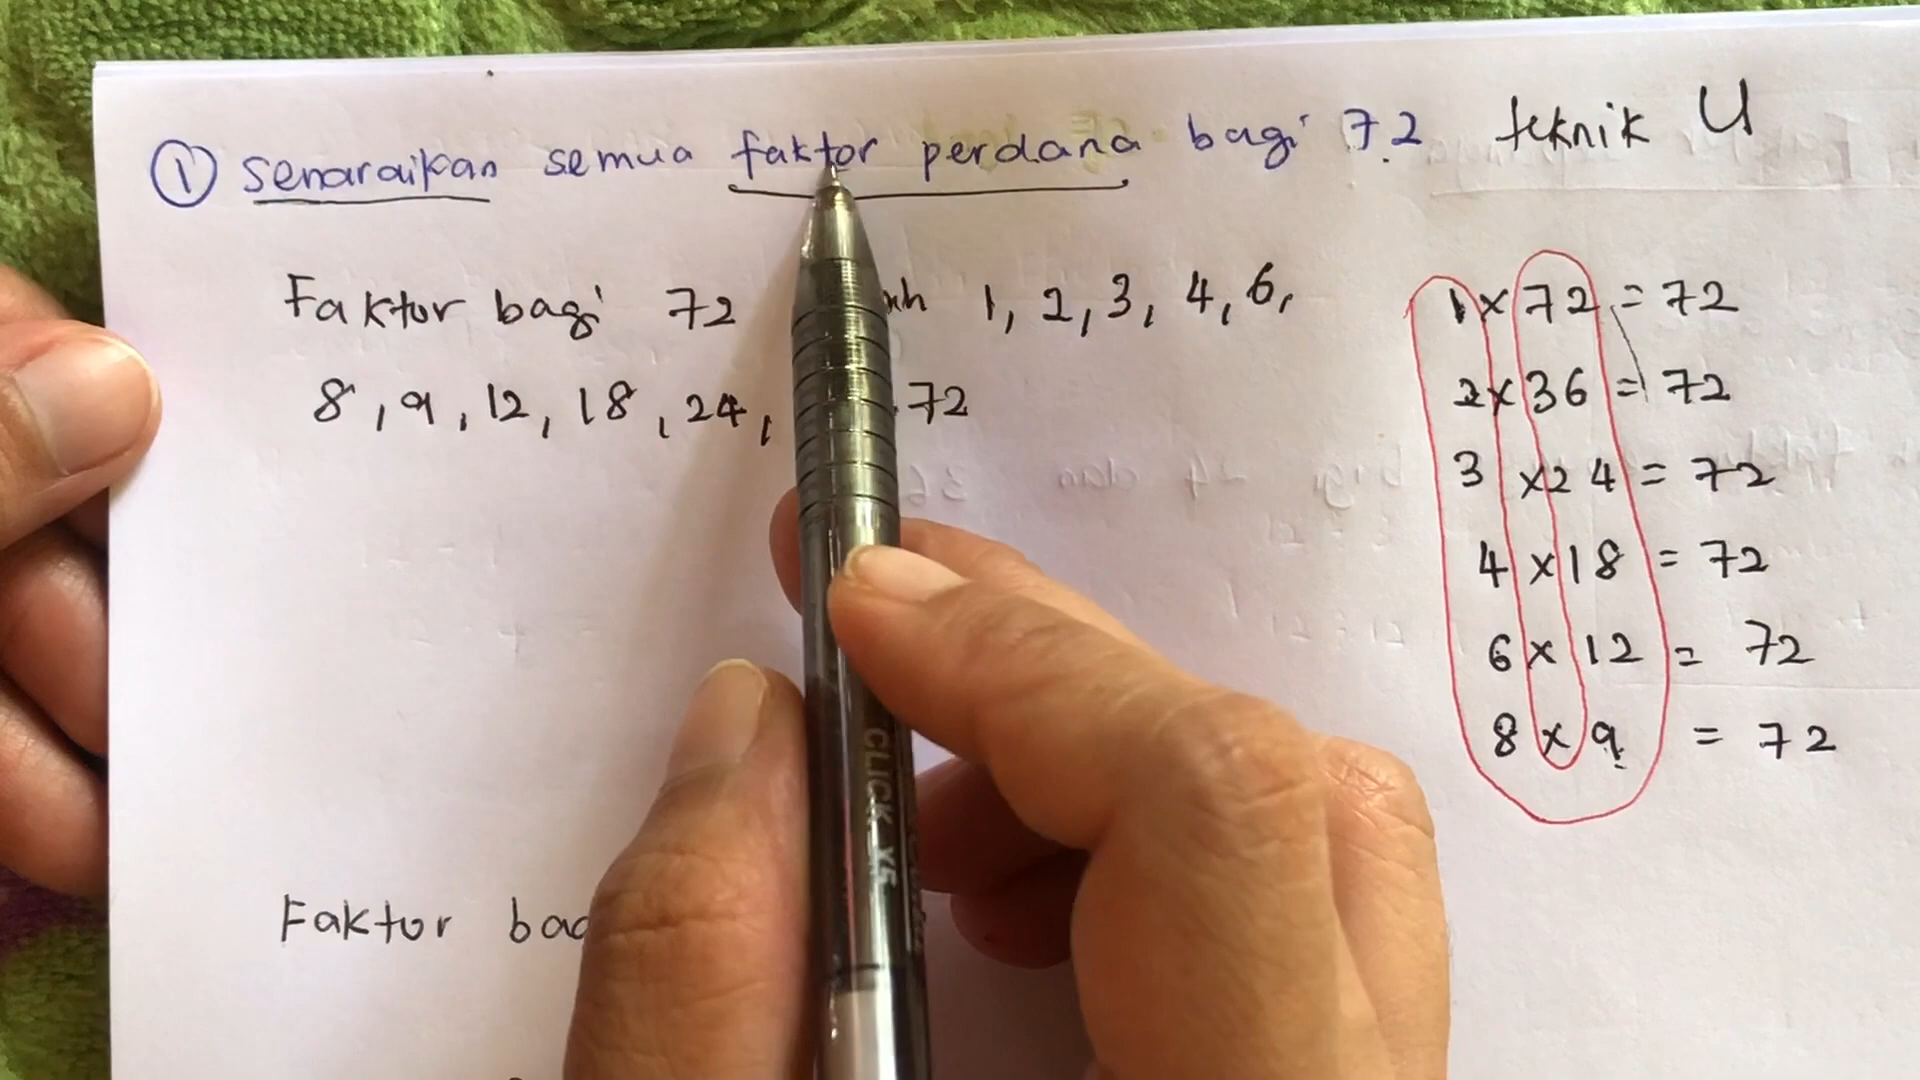 ① Senaraikan semua faktor perdana bagi 72 teknik U
Faktor bagi 72 1, 2, 3, 4, 6,
8, 9, 12, 18, 24, 72
Faktor
1 x 72 = 72
2 x 36 = 72
3 x 24 = 72
4 x 18 = 72
6 x 12 = 72
8 x 9 = 72
CLICK X5